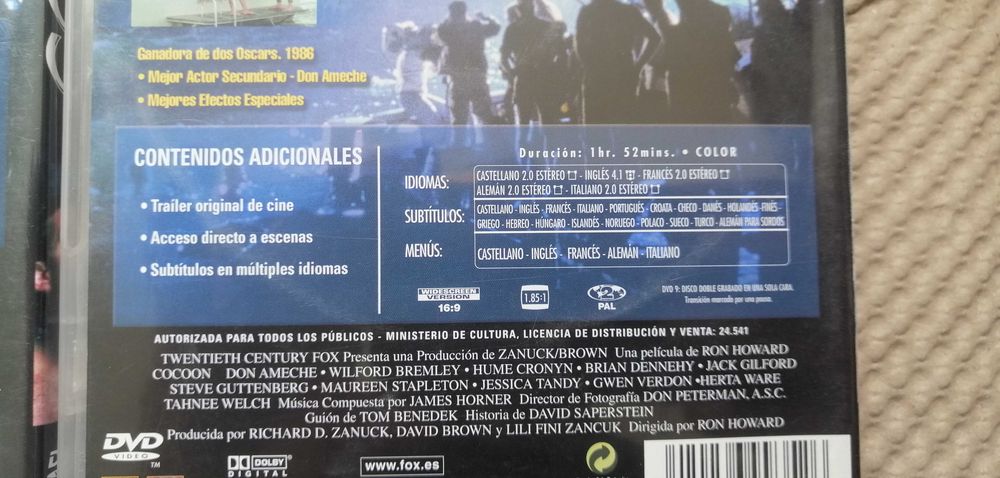 Ganadora de dos Oscars. 1986
• Mejor Actor Secundario - Don Ameche
• Mejores Efectos Especiales
CONTENIDOS ADICIONALES
• Traíler original de cine
• Acceso directo a escenas
• Subtítulos en múltiples idiomas
Duración: 1hr. 52mins. • COLOR
IDIOMAS:
CASTELLANO 2.0 ESTÉREO - INGLÉS 4.1 - FRANCÉS 2.0 ESTÉREO
ALEMÁN 2.0 ESTÉREO - ITALIANO 2.0 ESTÉREO
SUBTÍTULOS:
CASTELLANO - INGLÉS - FRANCÉS - ITALIANO - PORTUGUÉS - CROATA - CHECO - DANÉS - HOLANDÉS - FINÉS -
GRIEGO - HEBREO - HÚNGARO - ISLANDÉS - NORUEGO - POLACO - SUECO - TURCO - ALEMÁN PARA SORDOS
MENÚS:
CASTELLANO - INGLÉS - FRANCÉS - ALEMÁN - ITALIANO
WIDESCREEN
VERSION
16:9
1.85:1
2
PAL
DVD 9: DISCO DOBLE GRABADO EN UNA SOLA CARA.
Transición marcada por una pausa.
AUTORIZADA PARA TODOS LOS PÚBLICOS - MINISTERIO DE CULTURA, LICENCIA DE DISTRIBUCIÓN Y VENTA: 24.541
TWENTIETH CENTURY FOX Presenta una Producción de ZANUCK/BROWN Una película de RON HOWARD
COCOON DON AMECHE • WILFORD BREMLEY • HUME CRONYN • BRIAN DENNEHY • JACK GILFORD
STEVE GUTTENBERG • MAUREEN STAPLETON • JESSICA TANDY • GWEN VERDON •HERTA WARE
TAHNEE WELCH Música Compuesta por JAMES HORNER Director de Fotografía DON PETERMAN, A.S.C.
Guión de TOM BENEDEK Historia de DAVID SAPERSTEIN
Producida por RICHARD D. ZANUCK, DAVID BROWN y LILI FINI ZANCUK Dirigida por RON HOWARD
DVD
VIDEO
TM
DOLBY
DIGITAL
www.fox.es
2